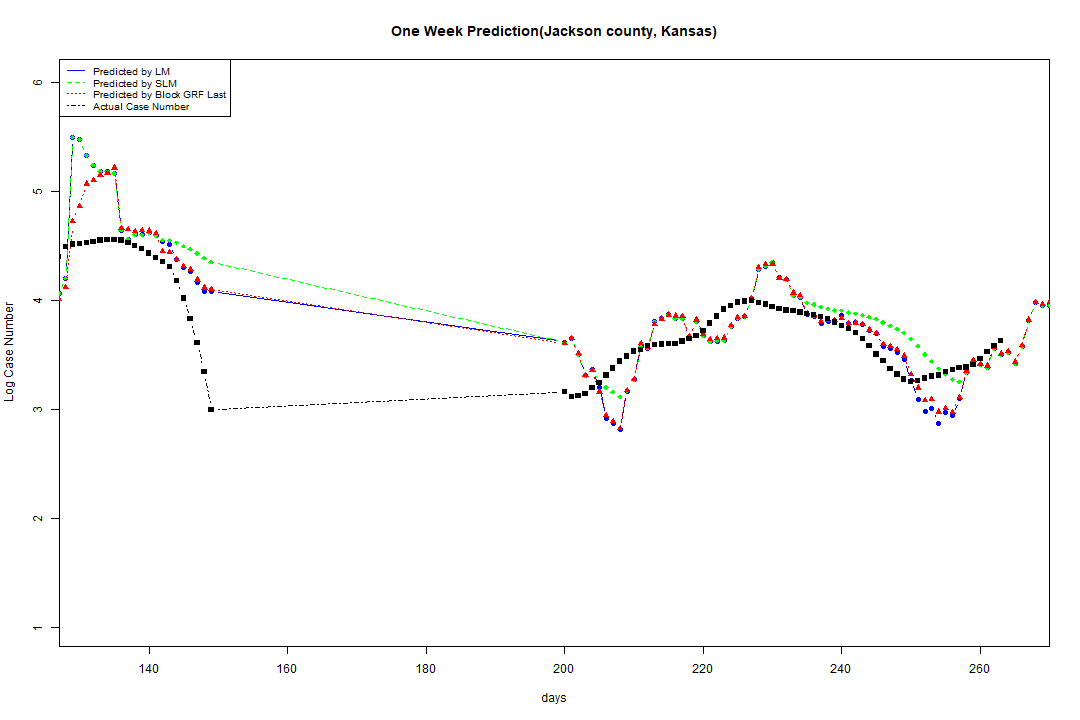 One Week Prediction(Jackson county, Kansas)
Predicted by LM
Predicted by SLM
Predicted by Block GRF Last
Actual Case Number
6
5
4
3
2
1
Log Case Number
140 160 180 200 220 240 260
days